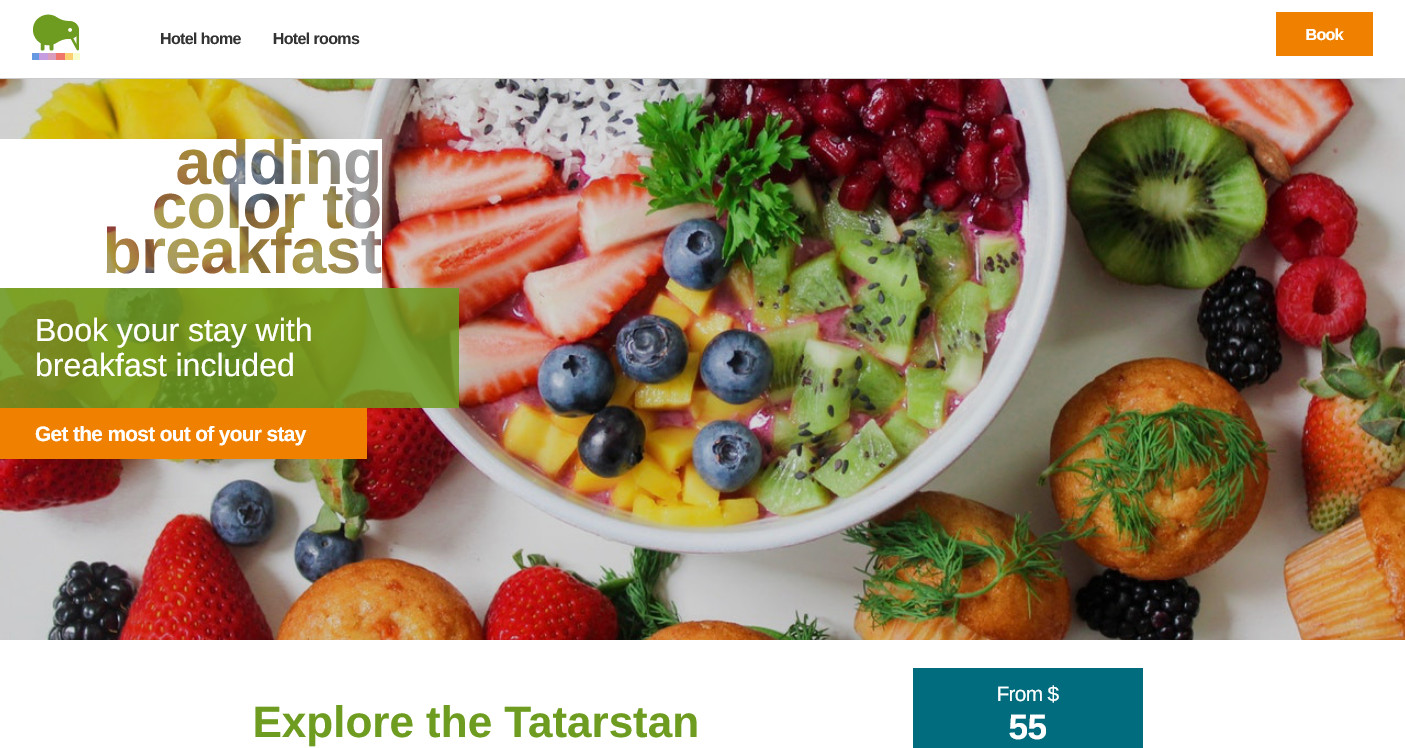 Hotel home
Hotel rooms
Book
adding
color to
breakfast
Book your stay with
breakfast included
Get the most out of your stay
Explore the Tatarstan
From $
55